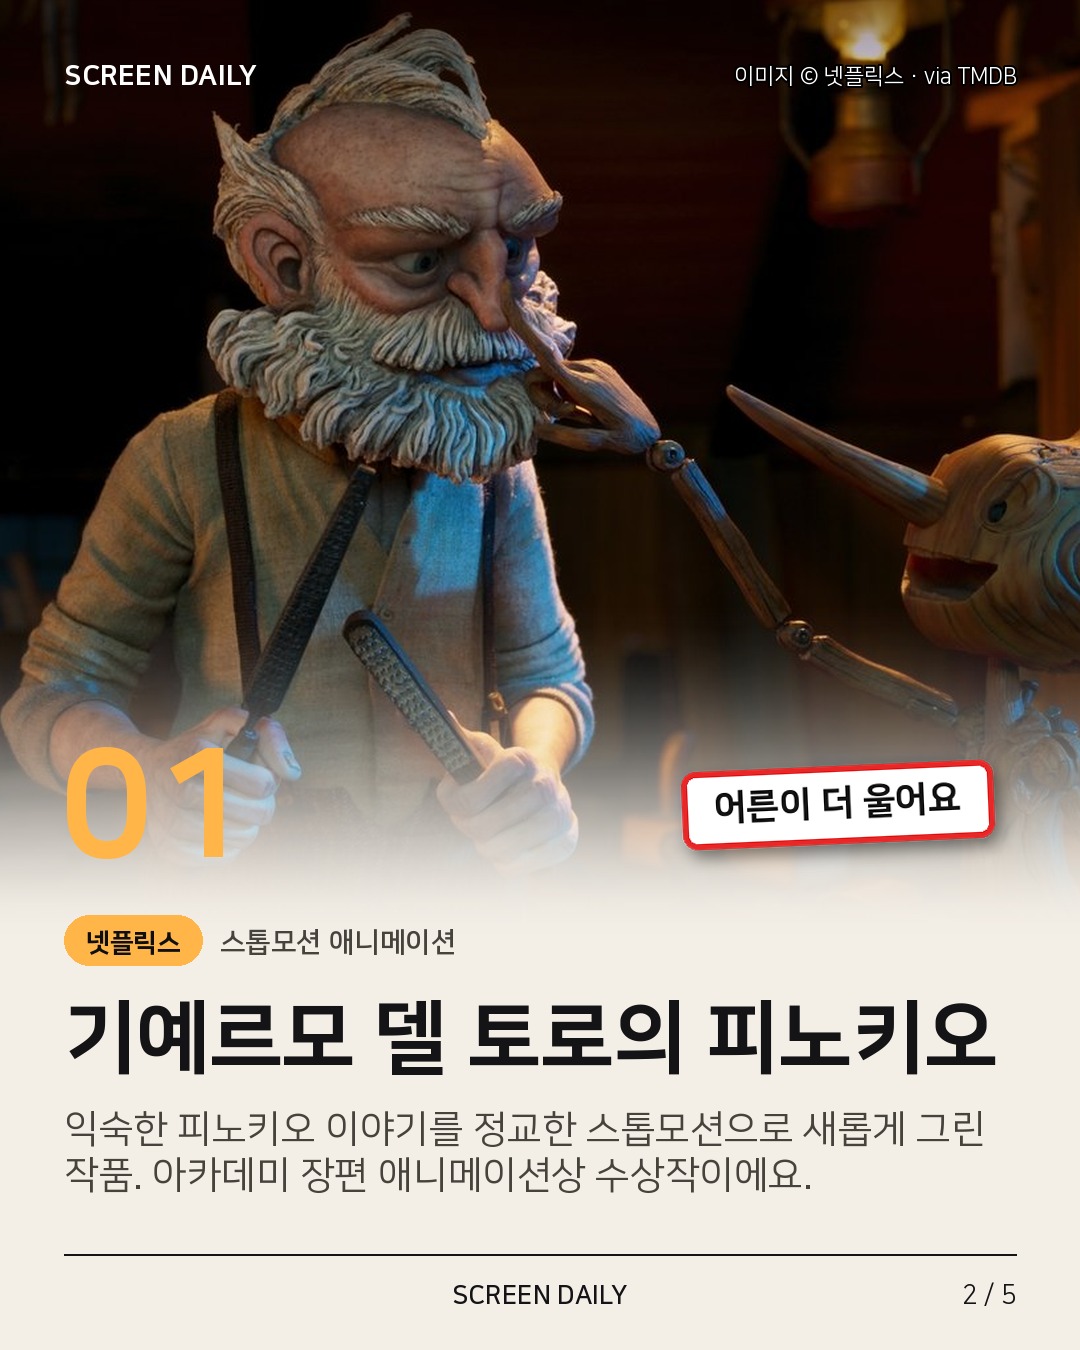 SCREEN DAILY
이미지 © 넷플릭스 · via TMDB
01
어른이 더 울어요
넷플릭스
스톱모션 애니메이션
기예르모 델 토로의 피노키오
익숙한 피노키오 이야기를 정교한 스톱모션으로 새롭게 그린
작품. 아카데미 장편 애니메이션상 수상작이에요.
SCREEN DAILY
2 / 5